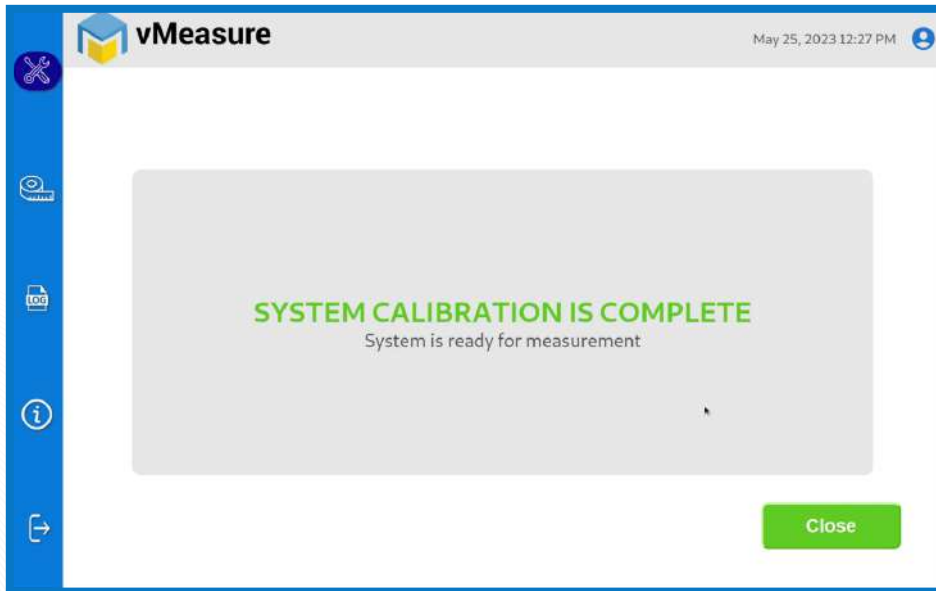 vMeasure
May 25, 2023 12:27 PM
LOG
SYSTEM CALIBRATION IS COMPLETE
System is ready for measurement
i
Close